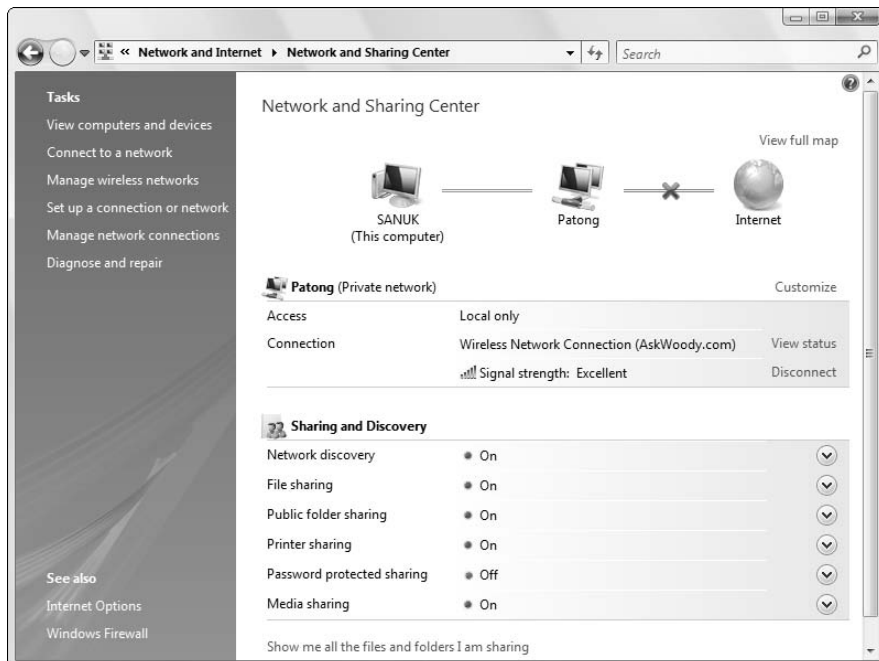 « Network and Internet ▸ Network and Sharing Center
Search
Tasks
View computers and devices
Connect to a network
Manage wireless networks
Set up a connection or network
Manage network connections
Diagnose and repair
See also
Internet Options
Windows Firewall
Network and Sharing Center
View full map
SANUK
(This computer)
Patong
Internet
Patong (Private network)
Customize
Access
Local only
Connection
Wireless Network Connection (AskWoody.com)
View status
Signal strength: Excellent
Disconnect
Sharing and Discovery
Network discovery
On
File sharing
On
Public folder sharing
On
Printer sharing
On
Password protected sharing
Off
Media sharing
On
Show me all the files and folders I am sharing